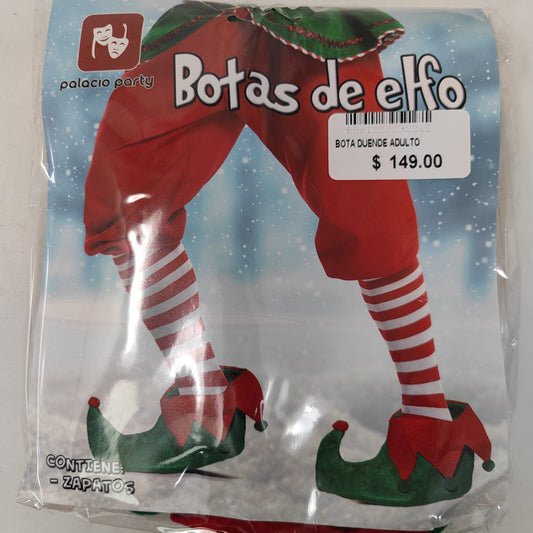 palacio party
Botas de elfo
BOTA DUENDE ADULTO
$ 149.00
CONTIENE:
- ZAPATOS